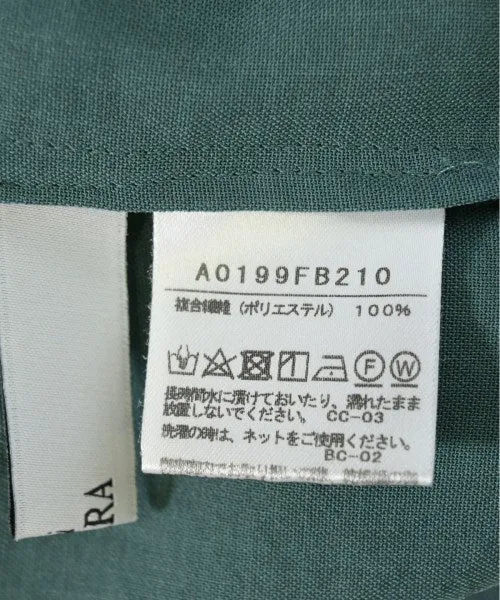 A0199FB210
複合繊維（ポリエステル） 100%
F W
長時間水に漬けておいたり、濡れたまま
放置しないでください。 CC-03
洗濯の時は、ネットをご使用ください。
BC-02
RA